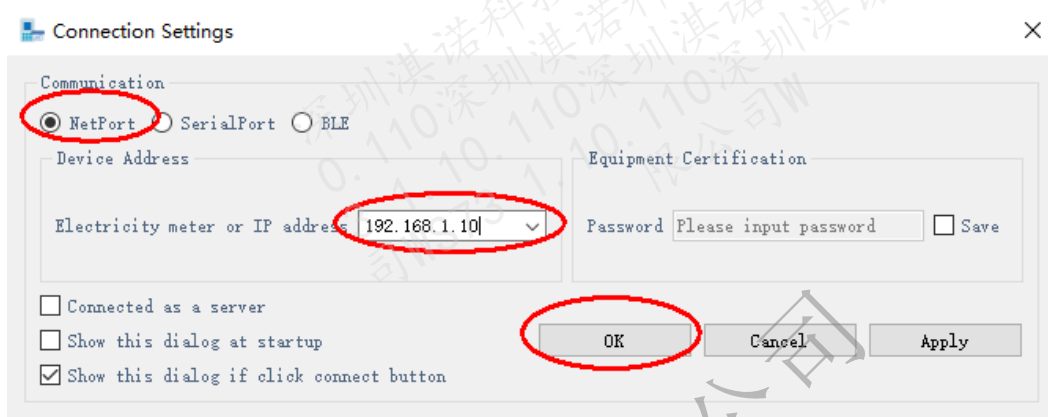 Connection Settings
Communication
NetPort SerialPort BLE
Device Address
Equipment Certification
Electricity meter or IP address 192.168.1.10
Password Please input password Save
Connected as a server
Show this dialog at startup
OK Cancel Apply
Show this dialog if click connect button